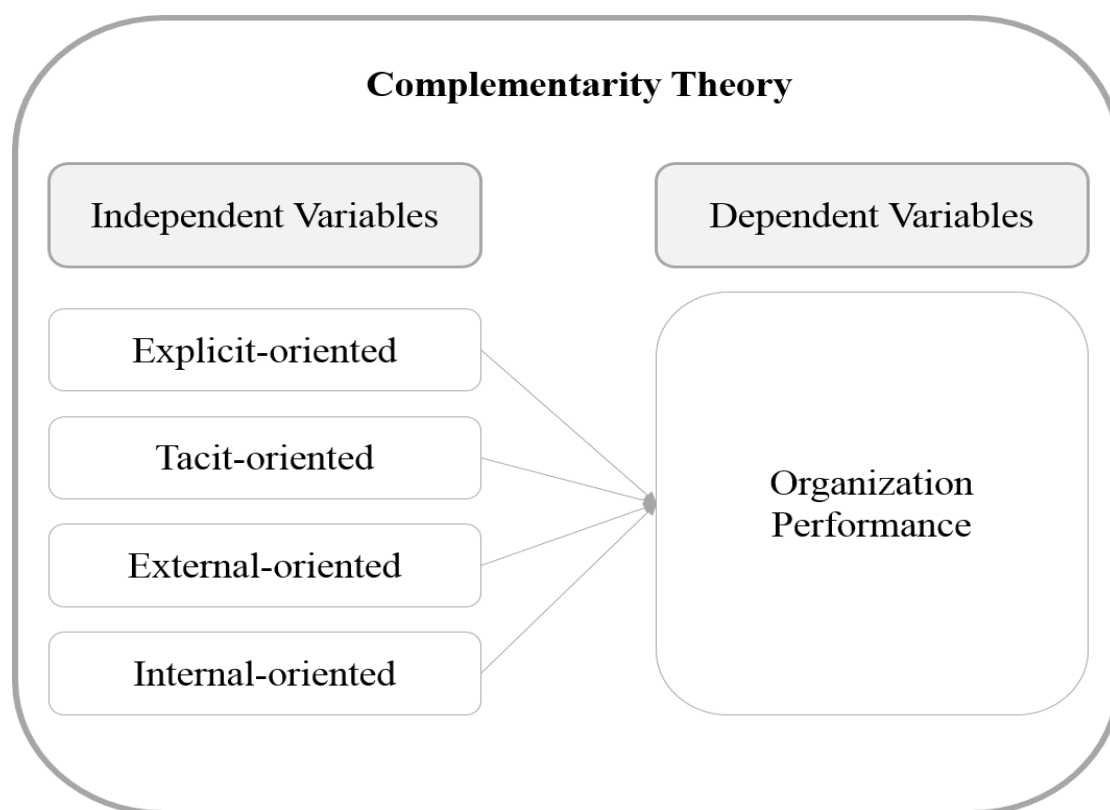 Complementarity Theory
Independent Variables
Dependent Variables
Explicit-oriented
Tacit-oriented
External-oriented
Internal-oriented
Organization
Performance